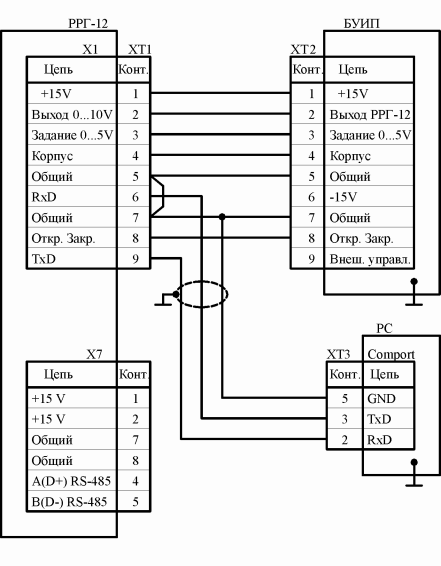 РРГ-12 БУИП
X1 XT1 XT2
Цепь Конт. Конт. Цепь
+15V 1 1 +15V
Выход 0...10V 2 2 Выход РРГ-12
Задание 0...5V 3 3 Задание 0...5V
Корпус 4 4 Корпус
Общий 5 5 Общий
RxD 6 6 -15V
Общий 7 7 Общий
Откр. Закр. 8 8 Откр. Закр.
TxD 9 9 Внеш. управл.
PC
X7 XT3 Comport
Цепь Конт. Конт. Цепь
+15 V 1 5 GND
+15 V 2 3 TxD
Общий 7 2 RxD
Общий 8
A(D+) RS-485 4
B(D-) RS-485 5